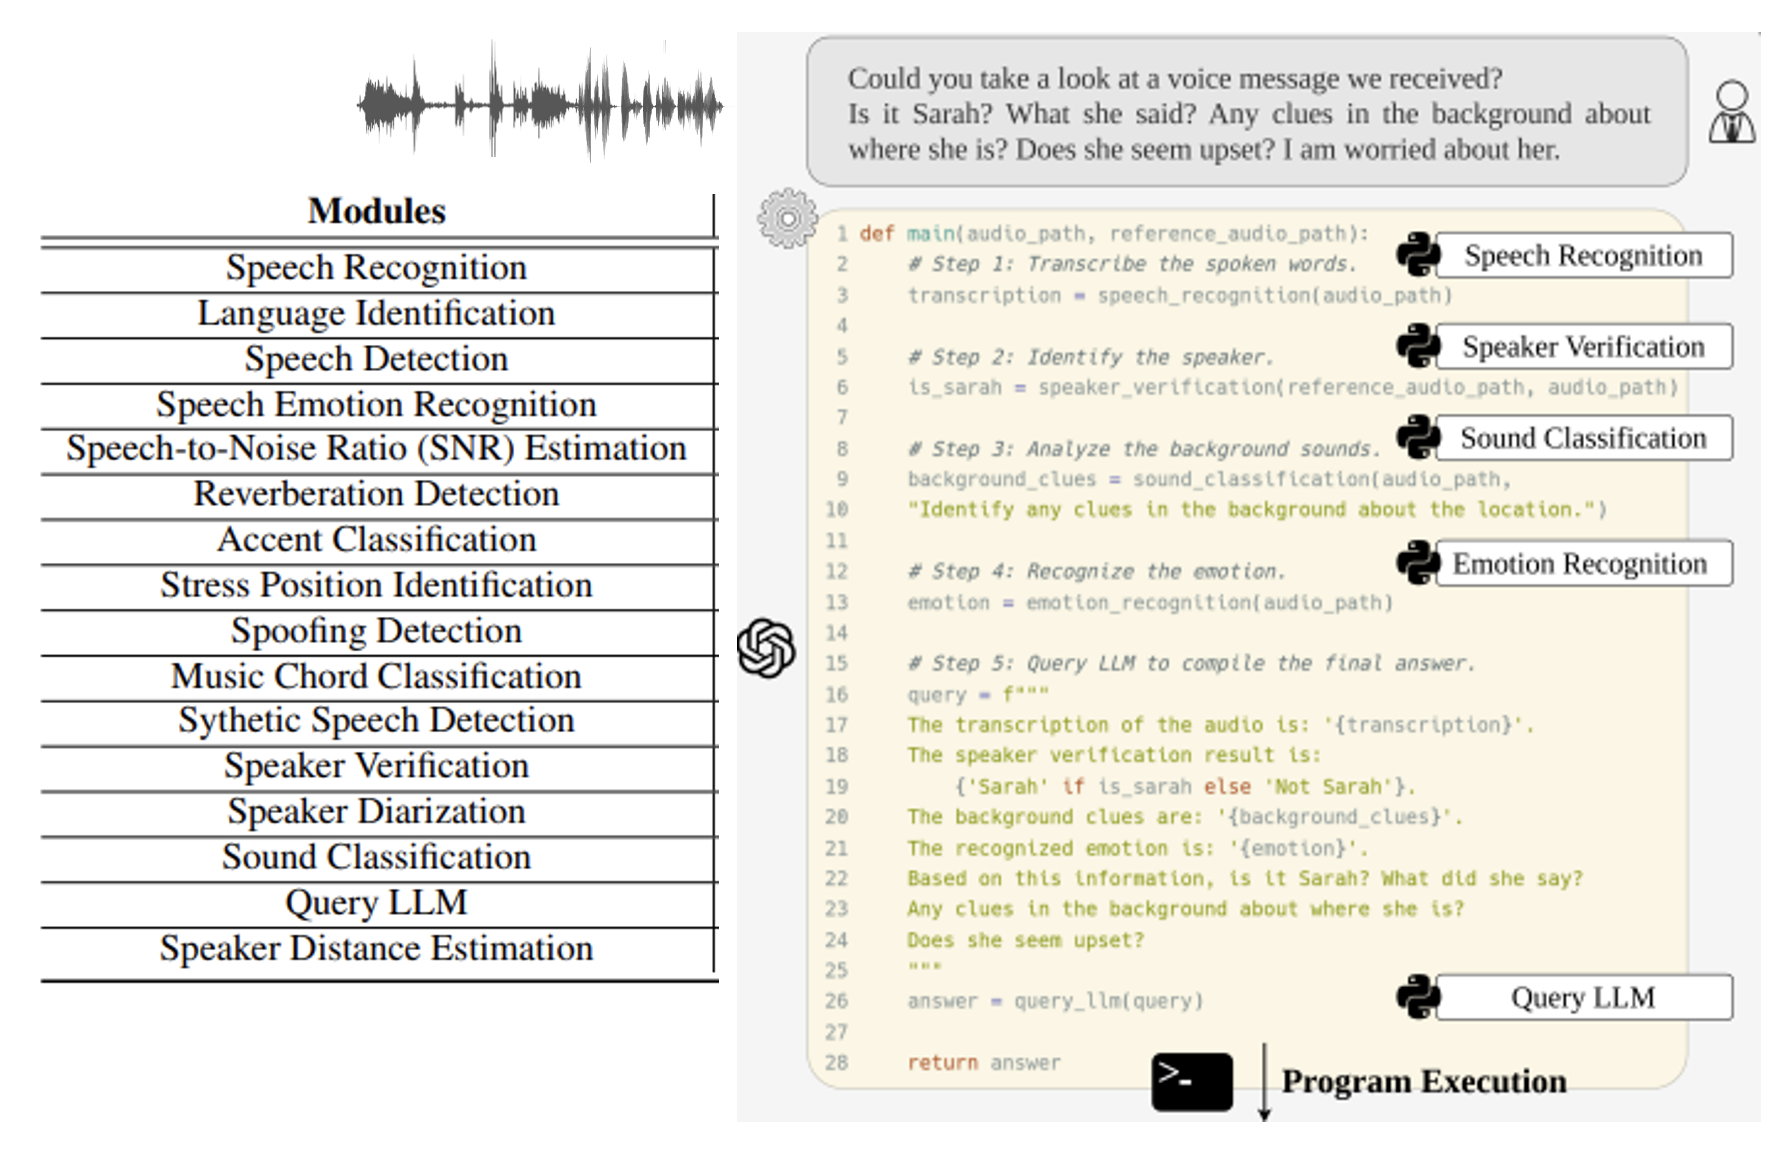 Modules
Speech Recognition
Language Identification
Speech Detection
Speech Emotion Recognition
Speech-to-Noise Ratio (SNR) Estimation
Reverberation Detection
Accent Classification
Stress Position Identification
Spoofing Detection
Music Chord Classification
Sythetic Speech Detection
Speaker Verification
Speaker Diarization
Sound Classification
Query LLM
Speaker Distance Estimation
Could you take a look at a voice message we received?
Is it Sarah? What she said? Any clues in the background about
where she is? Does she seem upset? I am worried about her.
1 def main(audio_path, reference_audio_path):
2 # Step 1: Transcribe the spoken words.
Speech Recognition
3 transcription = speech_recognition(audio_path)
4
5 # Step 2: Identify the speaker.
Speaker Verification
6 is_sarah = speaker_verification(reference_audio_path, audio_path)
7
8 # Step 3: Analyze the background sounds.
Sound Classification
9 background_clues = sound_classification(audio_path,
10 "Identify any clues in the background about the location.")
11
12 # Step 4: Recognize the emotion.
Emotion Recognition
13 emotion = emotion_recognition(audio_path)
14
15 # Step 5: Query LLM to compile the final answer.
16 query = f"""
17 The transcription of the audio is: '{transcription}'.
18 The speaker verification result is:
19 {'Sarah' if is_sarah else 'Not Sarah'}.
20 The background clues are: '{background_clues}'.
21 The recognized emotion is: '{emotion}'.
22 Based on this information, is it Sarah? What did she say?
23 Any clues in the background about where she is?
24 Does she seem upset?
25 """
26 answer = query_llm(query)
Query LLM
27
28 return answer
>-
Program Execution